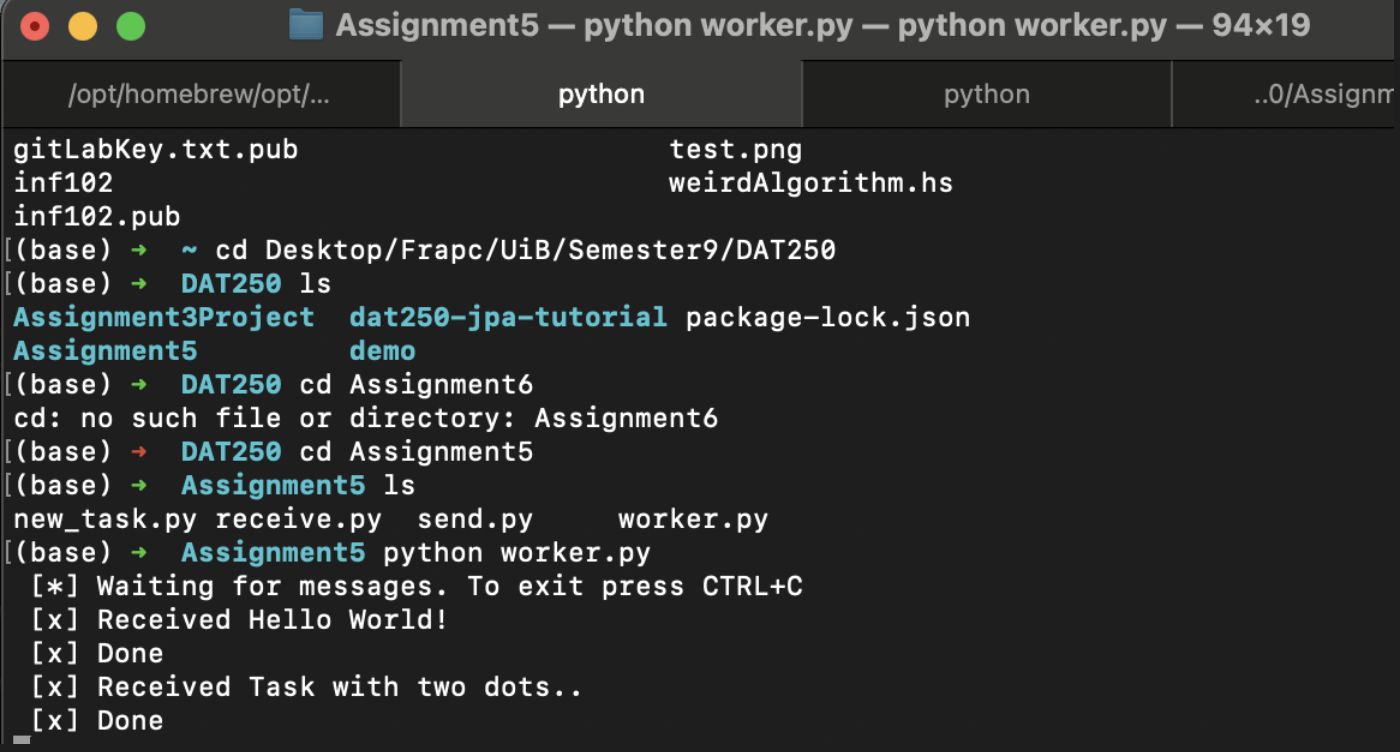 Assignment5 — python worker.py — python worker.py — 94×19
/opt/homebrew/opt/... python python ..0/Assignm
gitLabKey.txt.pub test.png
inf102 weirdAlgorithm.hs
inf102.pub
[(base) ➜ ~ cd Desktop/Frapc/UiB/Semester9/DAT250
[(base) ➜ DAT250 ls
Assignment3Project dat250-jpa-tutorial package-lock.json
Assignment5 demo
[(base) ➜ DAT250 cd Assignment6
cd: no such file or directory: Assignment6
[(base) ➜ DAT250 cd Assignment5
[(base) ➜ Assignment5 ls
new_task.py receive.py send.py worker.py
[(base) ➜ Assignment5 python worker.py
[*] Waiting for messages. To exit press CTRL+C
[x] Received Hello World!
[x] Done
[x] Received Task with two dots..
[x] Done